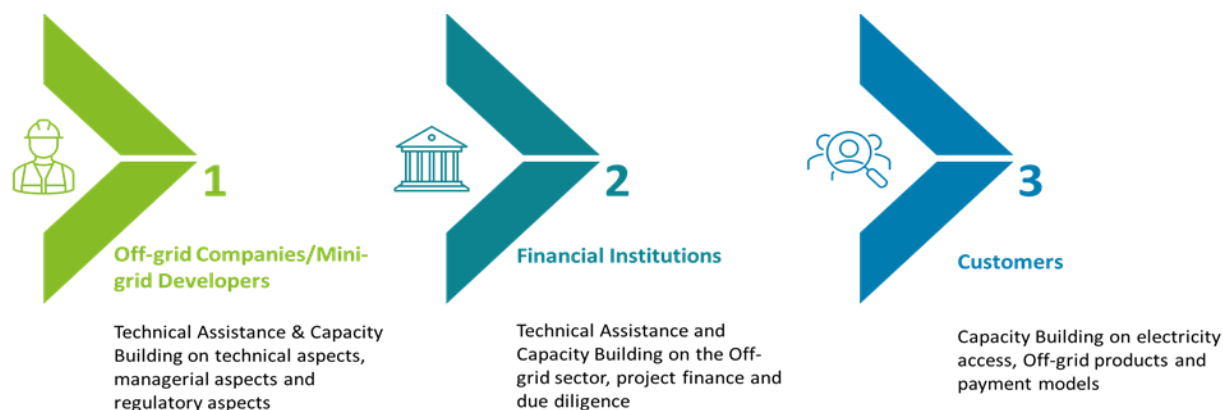 1
Off-grid Companies/Mini-
grid Developers
Technical Assistance & Capacity
Building on technical aspects,
managerial aspects and
regulatory aspects
2
Financial Institutions
Technical Assistance and
Capacity Building on the Off-
grid sector, project finance and
due diligence
3
Customers
Capacity Building on electricity
access, Off-grid products and
payment models